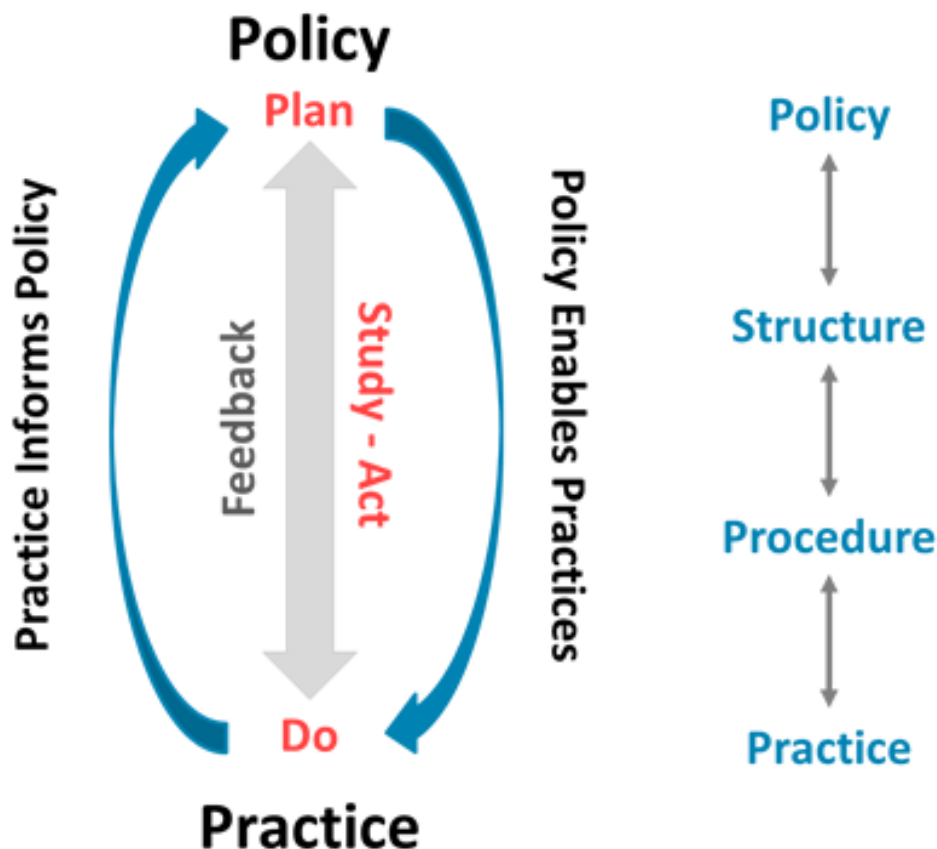 Policy
Plan
Practice Informs Policy
Feedback
Study - Act
Policy Enables Practices
Do
Practice
Policy
Structure
Procedure
Practice